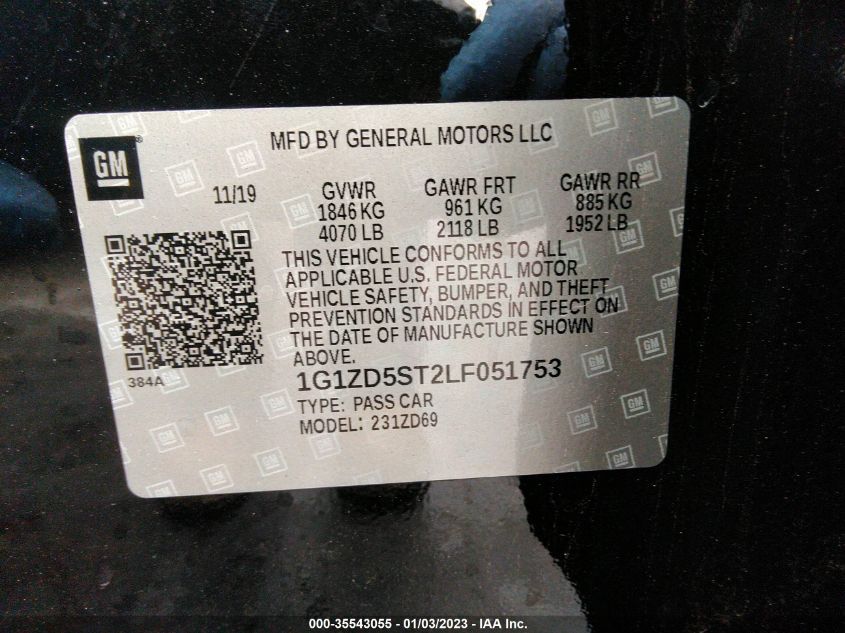 MFD BY GENERAL MOTORS LLC
GM
11/19 GVWR GAWR FRT GAWR RR
1846 KG 961 KG 885 KG
4070 LB 2118 LB 1952 LB
THIS VEHICLE CONFORMS TO ALL
APPLICABLE U.S. FEDERAL MOTOR
VEHICLE SAFETY, BUMPER, AND THEFT
PREVENTION STANDARDS IN EFFECT ON
THE DATE OF MANUFACTURE SHOWN
ABOVE.
384A
1G1ZD5ST2LF051753
TYPE: PASS CAR
MODEL: 231ZD69
000-35543055 - 01/03/2023 - IAA Inc.